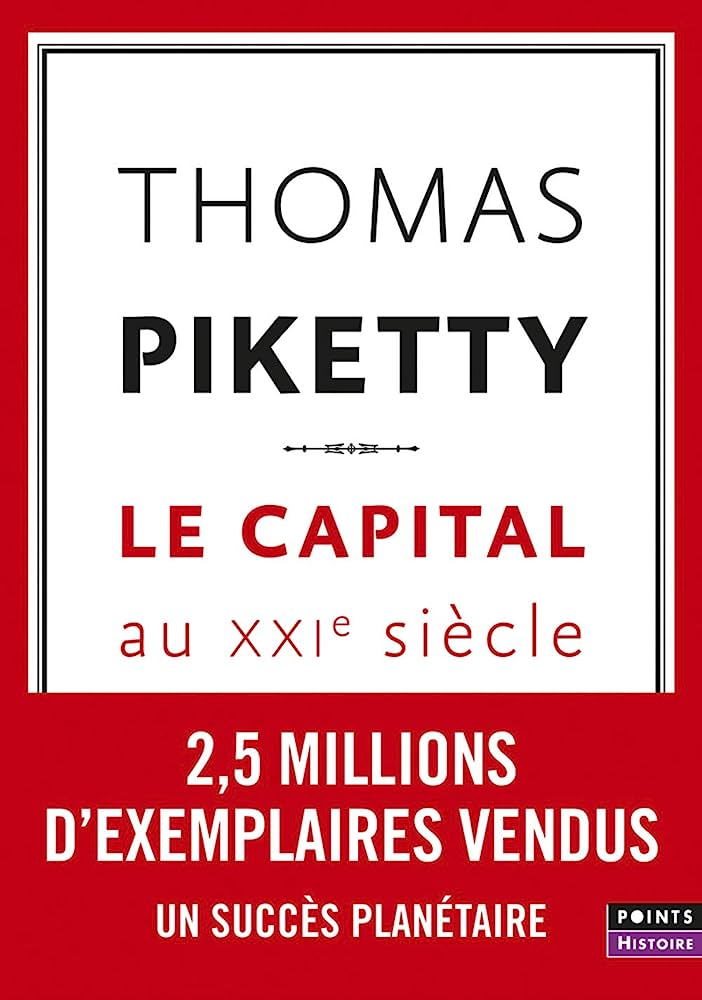 THOMAS
PIKETTY
LE CAPITAL
au XXIe siècle
2,5 MILLIONS
D'EXEMPLAIRES VENDUS
UN SUCCÈS PLANÉTAIRE
POINTS
HISTOIRE